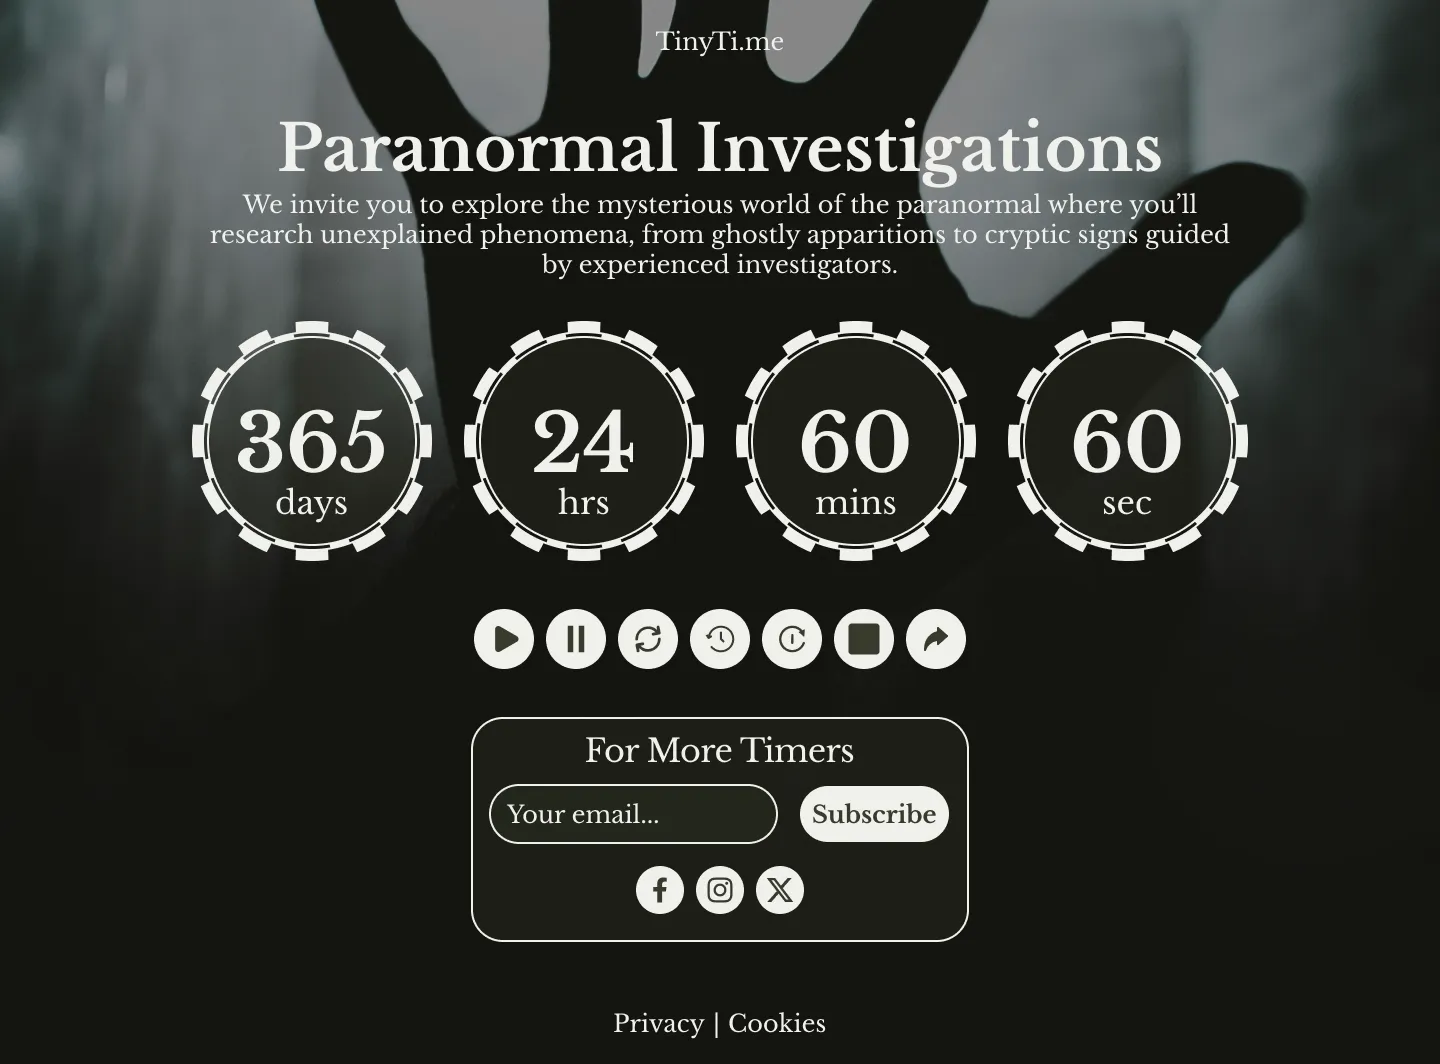 TinyTi.me
Paranormal Investigations
We invite you to explore the mysterious world of the paranormal where you’ll
research unexplained phenomena, from ghostly apparitions to cryptic signs guided
by experienced investigators.
365
days
24
hrs
60
mins
60
sec
For More Timers
Your email...
Subscribe
Privacy | Cookies